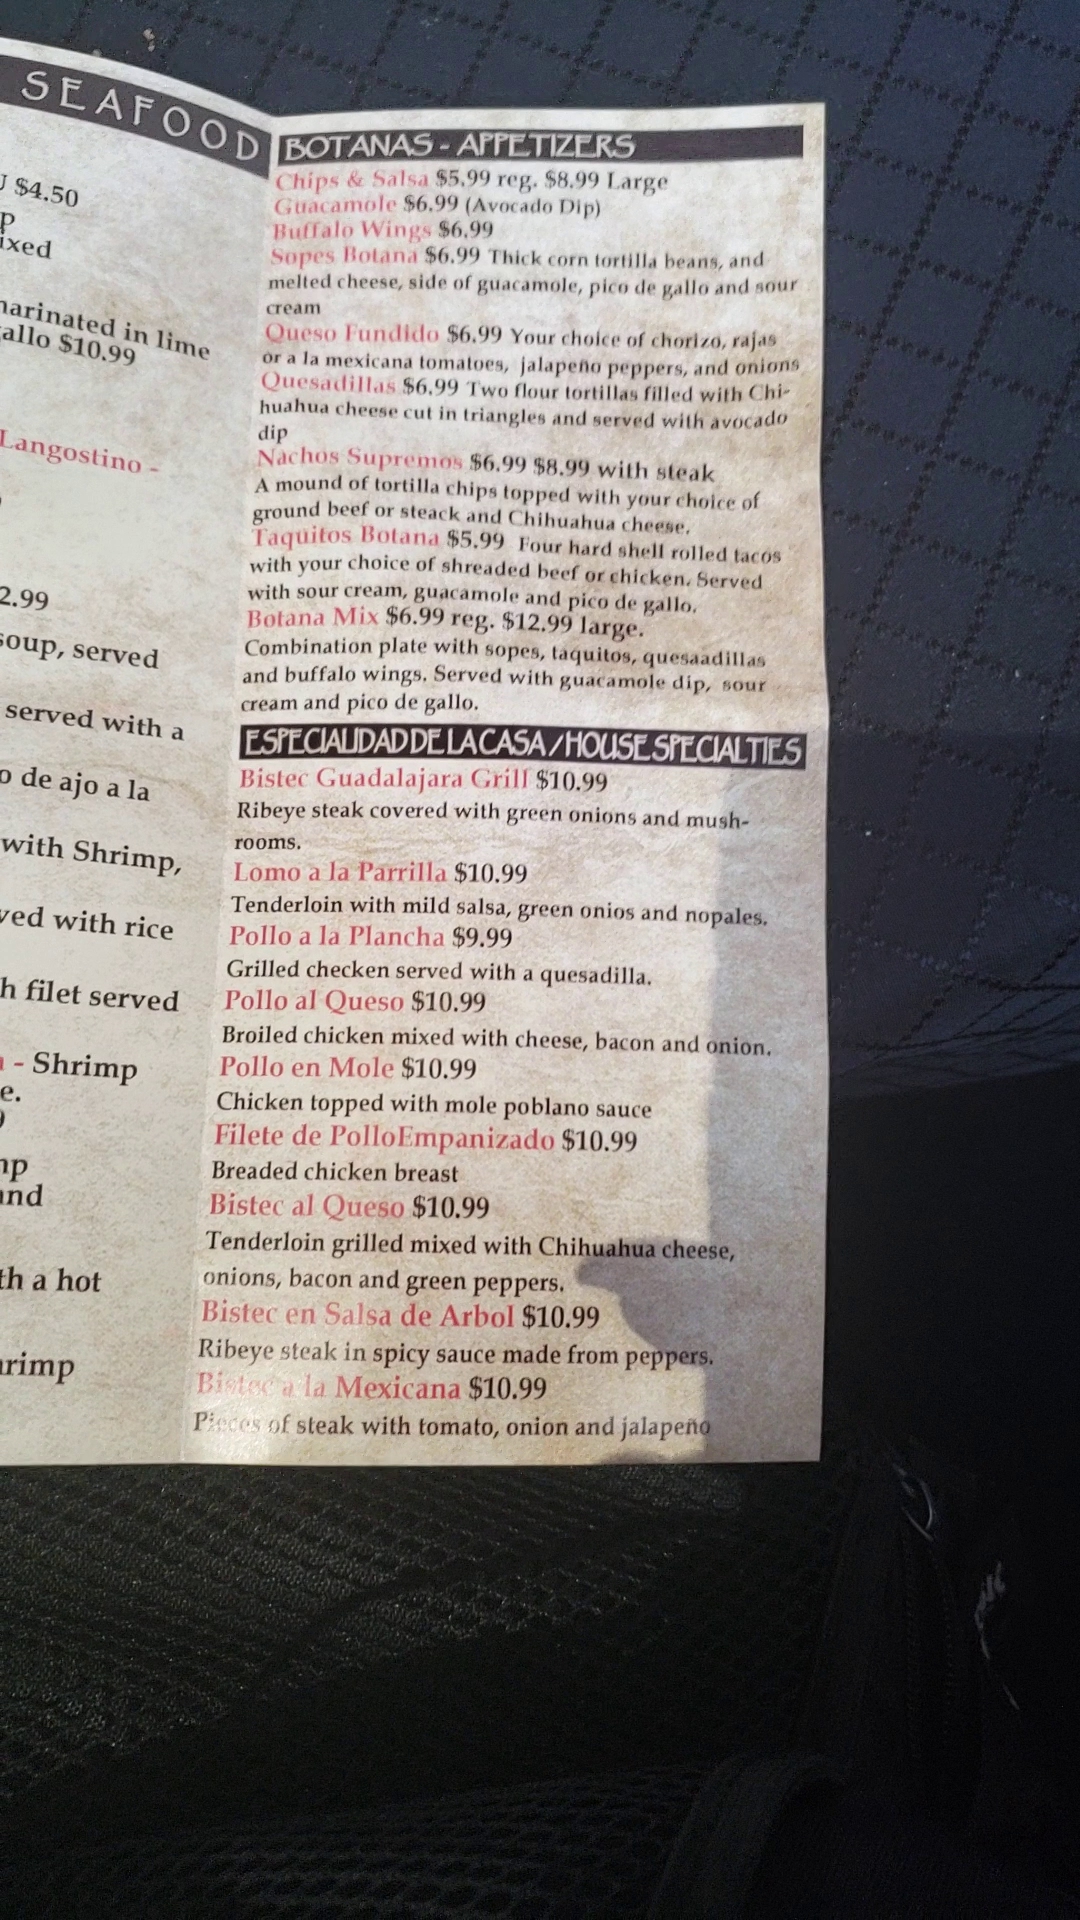 SEAFOOD
$4.50
marinated in lime
gallo $10.99
Langostino -
2.99
soup, served
served with a
de ajo a la
with Shrimp,
served with rice
filet served
- Shrimp
and
a hot
BOTANAS - APPETIZERS
Chips & Salsa $5.99 reg. $8.99 Large
Guacamole $6.99 (Avocado Dip)
Buffalo Wings $6.99
Sopes Botana $6.99 Thick corn tortilla beans, and
melted cheese, side of guacamole, pico de gallo and sour
cream
Queso Fundido $6.99 Your choice of chorizo, rajas
or a la mexicana tomatoes, jalapeño peppers, and onions
Quesadillas $6.99 Two flour tortillas filled with Chi-
huahua cheese cut in triangles and served with avocado
dip
Nachos Supremos $6.99 $8.99 with steak
A mound of tortilla chips topped with your choice of
ground beef or steack and Chihuahua cheese.
Taquitos Botana $5.99 Four hard shell rolled tacos
with your choice of shreaded beef or chicken. Served
with sour cream, guacamole and pico de gallo.
Botana Mix $6.99 reg. $12.99 large.
Combination plate with sopes, taquitos, quesaadillas
and buffalo wings. Served with guacamole dip, sour
cream and pico de gallo.
ESPECIALIDAD DE LA CASA / HOUSE SPECIALTIES
Bistec Guadalajara Grill $10.99
Ribeye steak covered with green onions and mush-
rooms.
Lomo a la Parrilla $10.99
Tenderloin with mild salsa, green onios and nopales.
Pollo a la Plancha $9.99
Grilled checken served with a quesadilla.
Pollo al Queso $10.99
Broiled chicken mixed with cheese, bacon and onion.
Pollo en Mole $10.99
Chicken topped with mole poblano sauce
Filete de PolloEmpanizado $10.99
Breaded chicken breast
Bistec al Queso $10.99
Tenderloin grilled mixed with Chihuahua cheese,
onions, bacon and green peppers.
Bistec en Salsa de Arbol $10.99
Ribeye steak in spicy sauce made from peppers.
Bistec a la Mexicana $10.99
Pieces of steak with tomato, onion and jalapeño